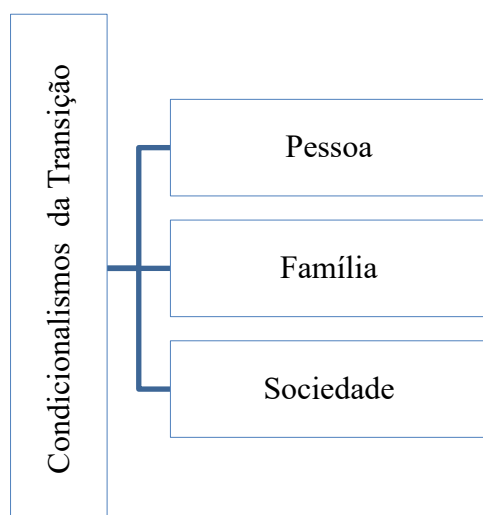 Condicionalismos da Transição
Pessoa
Família
Sociedade